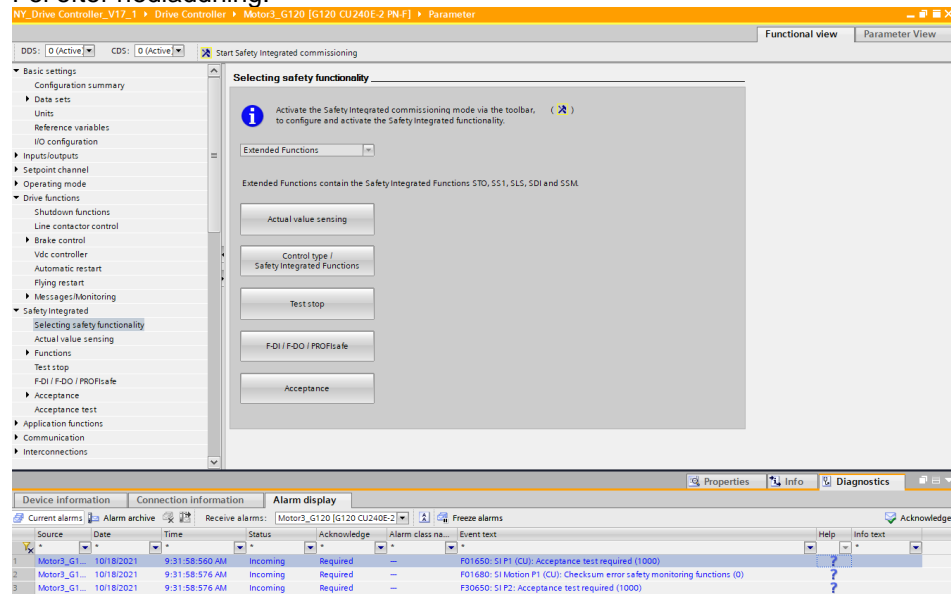 NY_Drive Controller_V17_1 ▸ Drive Controller ▸ Motor3_G120 [G120 CU240E-2 PN-F] ▸ Parameter
Functional view
Parameter View
DDS: 0 (Active)
CDS: 0 (Active)
Start Safety Integrated commissioning
Basic settings
Configuration summary
Data sets
Units
Reference variables
I/O configuration
Inputs/outputs
Setpoint channel
Operating mode
Drive functions
Shutdown functions
Line contactor control
Brake control
Vdc controller
Automatic restart
Flying restart
Messages/Monitoring
Safety Integrated
Selecting safety functionality
Actual value sensing
Functions
Test stop
F-DI / F-DO / PROFIsafe
Acceptance
Acceptance test
Application functions
Communication
Interconnections
Selecting safety functionality
Activate the Safety Integrated commissioning mode via the toolbar, ( )
to configure and activate the Safety Integrated functionality.
Extended Functions
Extended Functions contain the Safety Integrated Functions STO, SS1, SLS, SDI and SSM.
Actual value sensing
Control type /
Safety Integrated Functions
Test stop
F-DI / F-DO / PROFIsafe
Acceptance
Properties
Info
Diagnostics
Device information
Connection information
Alarm display
Current alarms
Alarm archive
Receive alarms:
Motor3_G120 [G120 CU240E-2
Freeze alarms
Acknowledge
Source Date Time Status Acknowledge Alarm class na... Event text Help Info text
* * * * * * * *
1 Motor3_G1... 10/18/2021 9:31:58:560 AM Incoming Required — F01650: SI P1 (CU): Acceptance test required (1000) ?
2 Motor3_G1... 10/18/2021 9:31:58:576 AM Incoming Required — F01680: SI Motion P1 (CU): Checksum error safety monitoring functions (0) ?
3 Motor3_G1... 10/18/2021 9:31:58:576 AM Incoming Required — F30650: SI P2: Acceptance test required (1000) ?